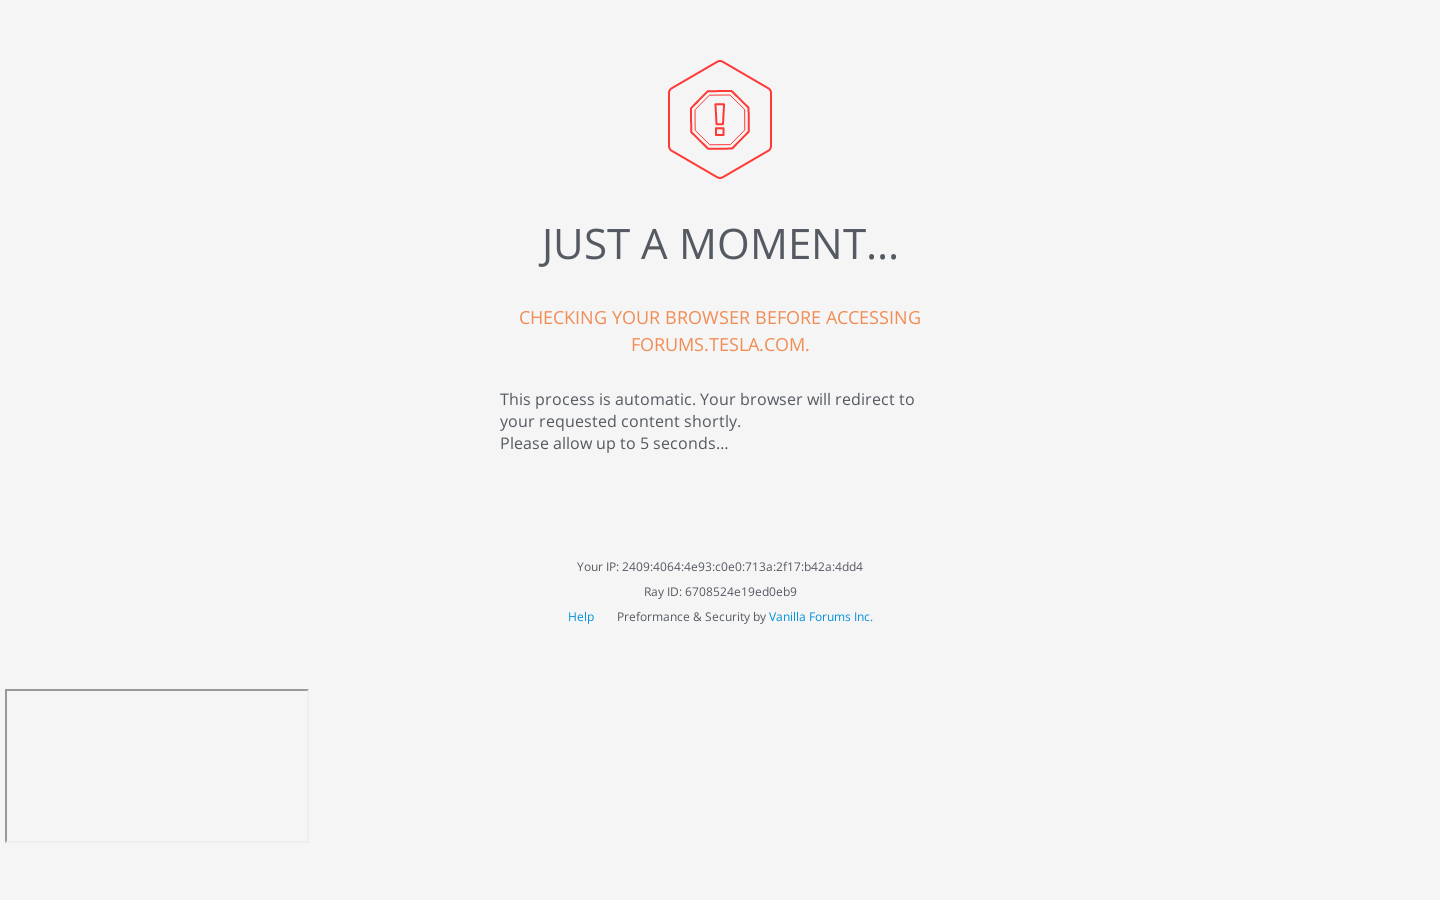 JUST A MOMENT...
CHECKING YOUR BROWSER BEFORE ACCESSING
FORUMS.TESLA.COM.
This process is automatic. Your browser will redirect to
your requested content shortly.
Please allow up to 5 seconds...
Your IP: 2409:4064:4e93:c0e0:713a:2f17:b42a:4dd4
Ray ID: 6708524e19ed0eb9
Help Preformance & Security by Vanilla Forums Inc.